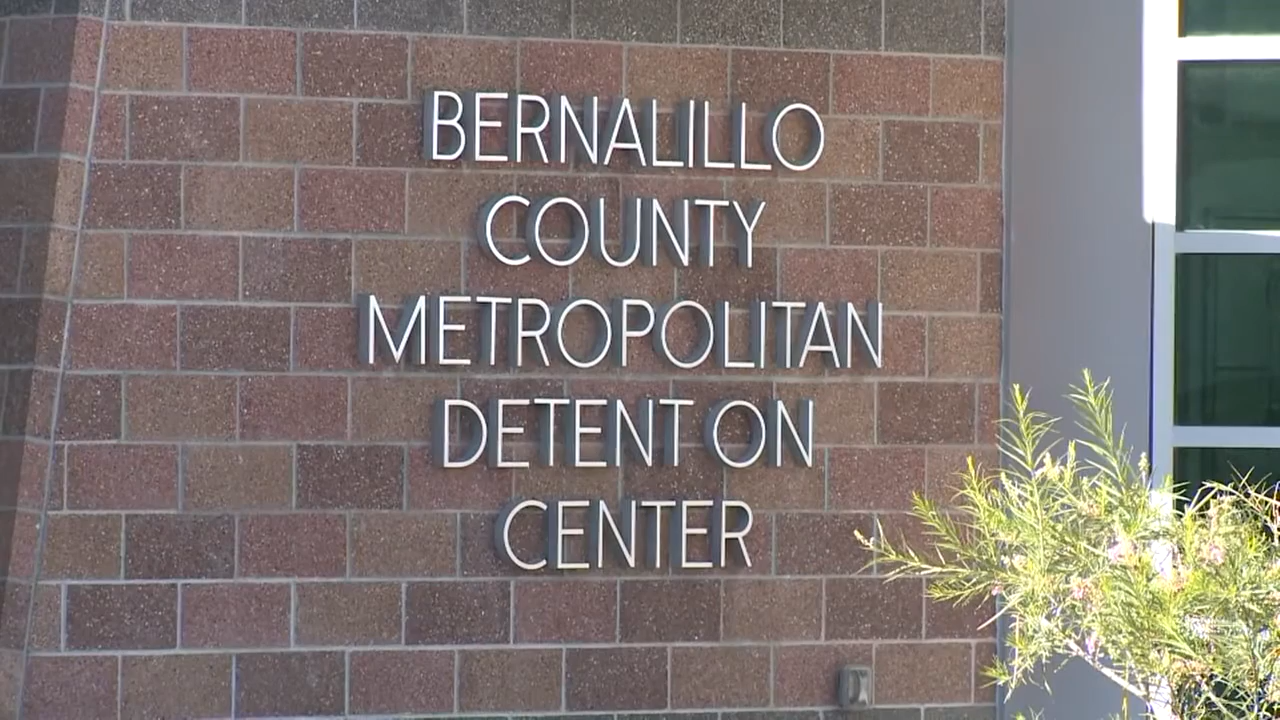 BERNALILLO
COUNTY
METROPOLITAN
DETENT ON
CENTER